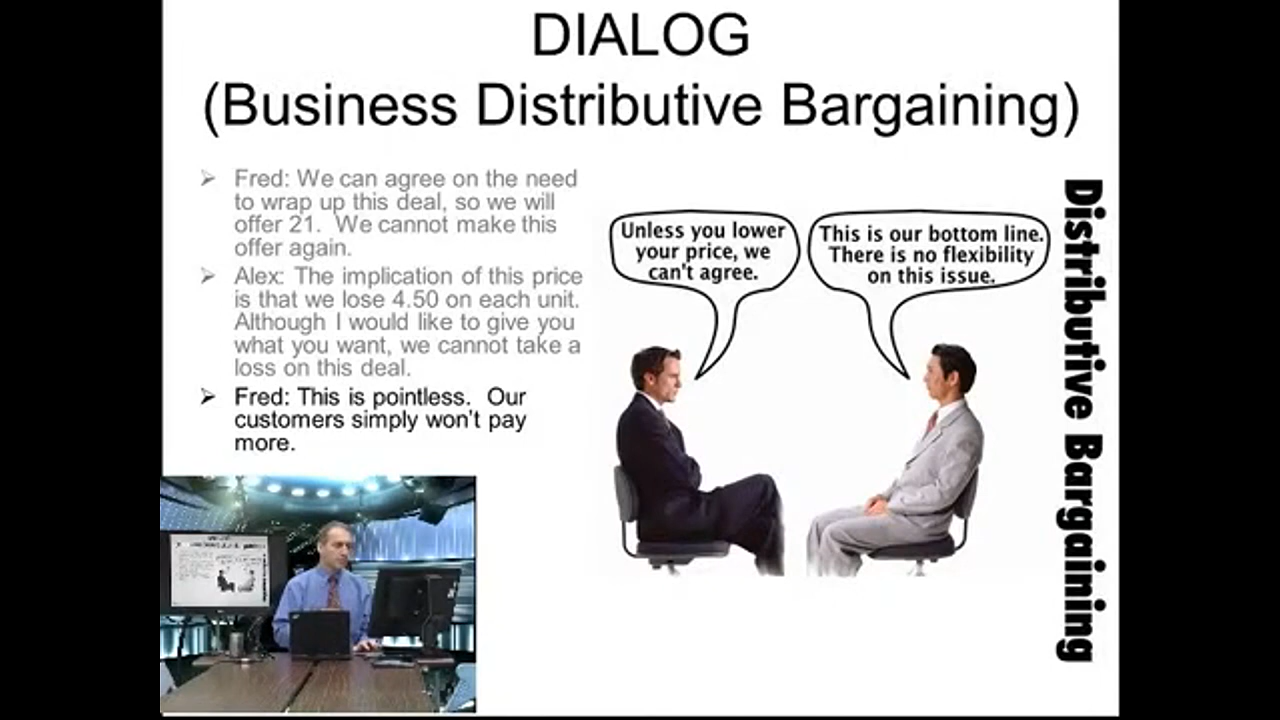 DIALOG
(Business Distributive Bargaining)
Fred: We can agree on the need
to wrap up this deal, so we will
offer 21.  We cannot make this
offer again.
Alex:  The implication of this price
is that we lose 4.50 on each unit.
Although I would like to give you
what you want, we cannot take a
loss on this deal.
Fred: This is pointless.  Our
customers simply won't pay
more.
Unless you lower
your price, we
can't agree.
This is our bottom line.
There is no flexibility
on this issue.
Distributive Bargaining